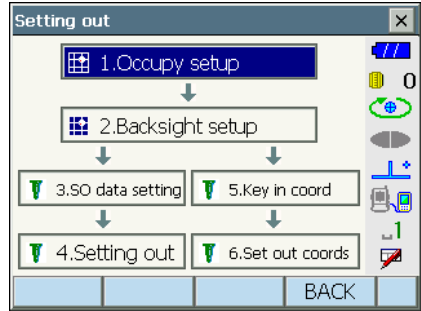 Setting out
1.Occupy setup
0
2.Backsight setup
3.SO data setting
5.Key in coord
1
4.Setting out
6.Set out coords
BACK